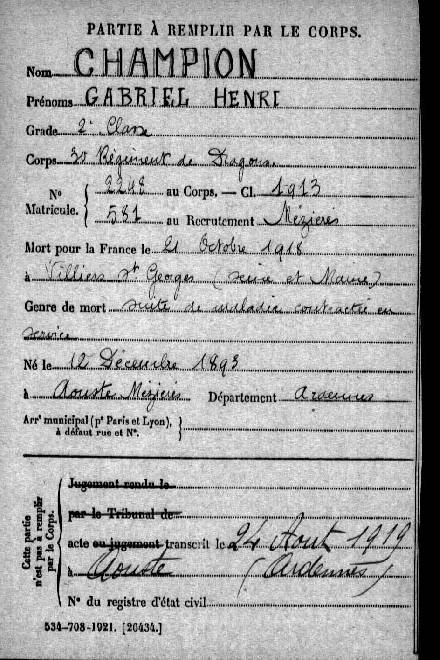 PARTIE À REMPLIR PAR LE CORPS.
Nom CHAMPION
Prénoms GABRIEL HENRI
Grade 2e Classe
Corps 3e Régiment de Dragons
No Matricule. { 2248 au Corps. — Cl. 1913
581 au Recrutement Mézières
Mort pour la France le 21 Octobre 1918
à Villiers St Georges (Seine et Marne)
Genre de mort suite de maladie contractée en
service
Né le 12 Décembre 1893
à Aouste Mézières Département Ardennes
Arrt municipal (pr Paris et Lyon), }
à défaut rue et No.
Cette partie n'est pas à remplir par le Corps.
Jugement rendu le
par le Tribunal de
acte ou jugement transcrit le 24 Aout 1919
à Aouste (Ardennes)
No du registre d'état civil
534-708-1921. [26434.]